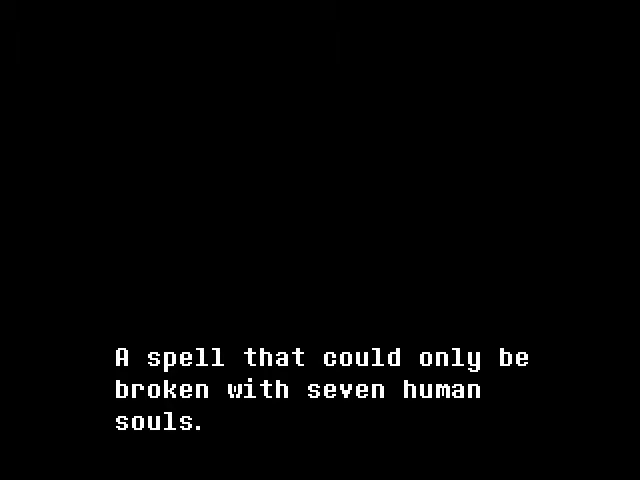 A spell that could only be
broken with seven human
souls.